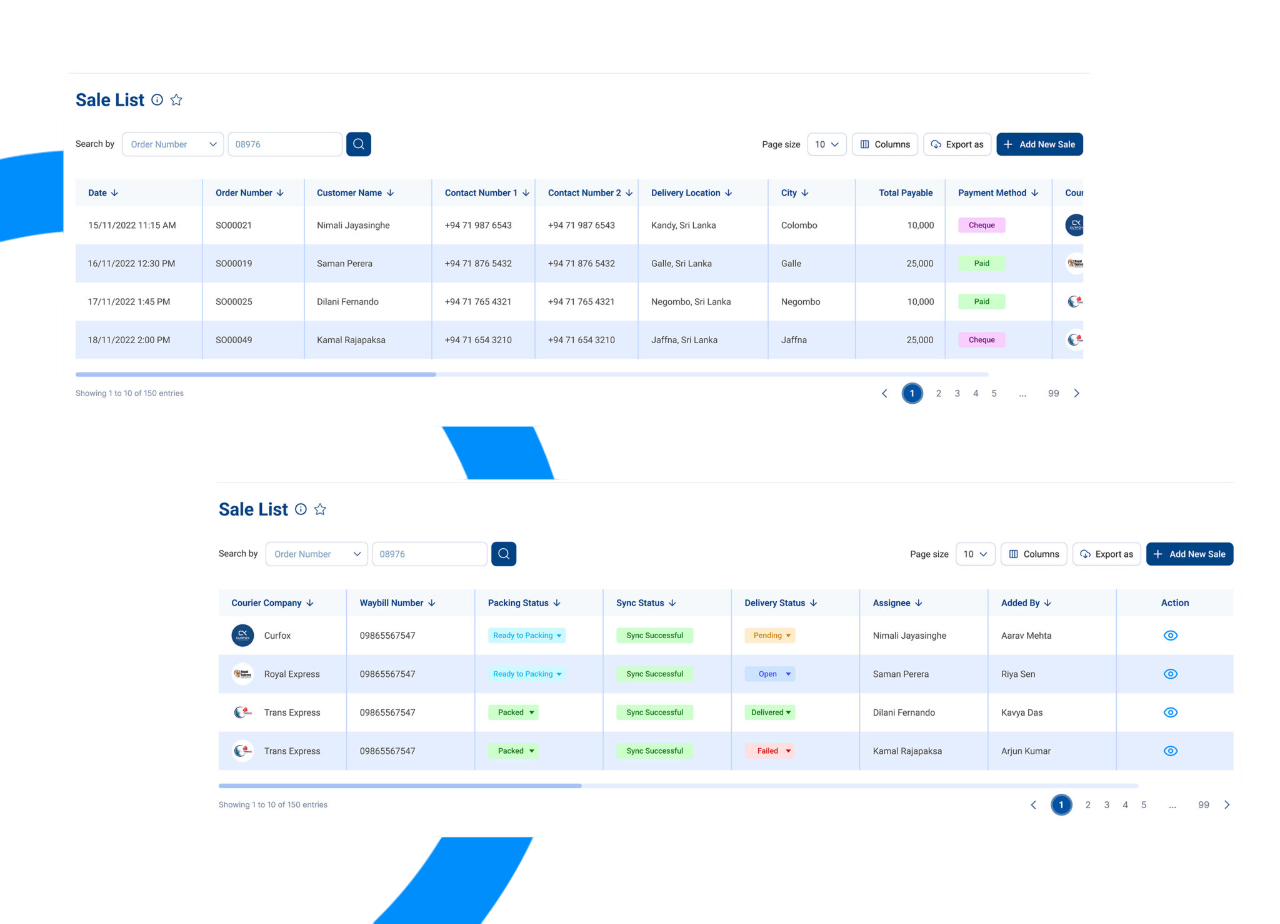 Sale List
Search by Order Number 08976 Page size 10 Columns Export as + Add New Sale
Date Order Number Customer Name Contact Number 1 Contact Number 2 Delivery Location City Total Payable Payment Method Cour
15/11/2022 11:15 AM SO00021 Nimali Jayasinghe +94 71 987 6543 +94 71 987 6543 Kandy, Sri Lanka Colombo 10,000 Cheque
16/11/2022 12:30 PM SO00019 Saman Perera +94 71 876 5432 +94 71 876 5432 Galle, Sri Lanka Galle 25,000 Paid
17/11/2022 1:45 PM SO00025 Dilani Fernando +94 71 765 4321 +94 71 765 4321 Negombo, Sri Lanka Negombo 10,000 Paid
18/11/2022 2:00 PM SO00049 Kamal Rajapaksa +94 71 654 3210 +94 71 654 3210 Jaffna, Sri Lanka Jaffna 25,000 Cheque
Showing 1 to 10 of 150 entries 1 2 3 4 5 ... 99
Sale List
Search by Order Number 08976 Page size 10 Columns Export as + Add New Sale
Courier Company Waybill Number Packing Status Sync Status Delivery Status Assignee Added By Action
Curfox 09865567547 Ready to Packing Sync Successful Pending Nimali Jayasinghe Aarav Mehta
Royal Express 09865567547 Ready to Packing Sync Successful Open Saman Perera Riya Sen
Trans Express 09865567547 Packed Sync Successful Delivered Dilani Fernando Kavya Das
Trans Express 09865567547 Packed Sync Successful Failed Kamal Rajapaksa Arjun Kumar
Showing 1 to 10 of 150 entries 1 2 3 4 5 ... 99